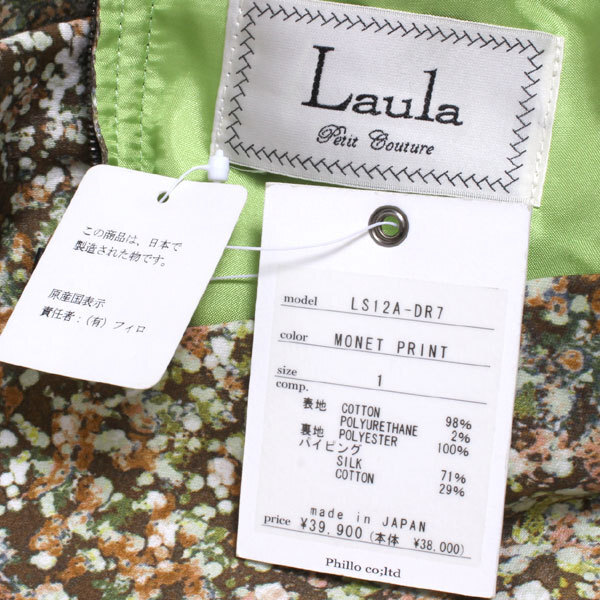 Laula
Petit Couture
この商品は、日本で
製造された物です。
原産国表示
責任者：(有) フィロ
model LS12A-DR7
color MONET PRINT
size 1
comp.
表地 COTTON 98%
POLYURETHANE 2%
裏地 POLYESTER 100%
パイピング
SILK 71%
COTTON 29%
made in JAPAN
price ¥39,900(本体 ¥38,000)
Phillo co;ltd